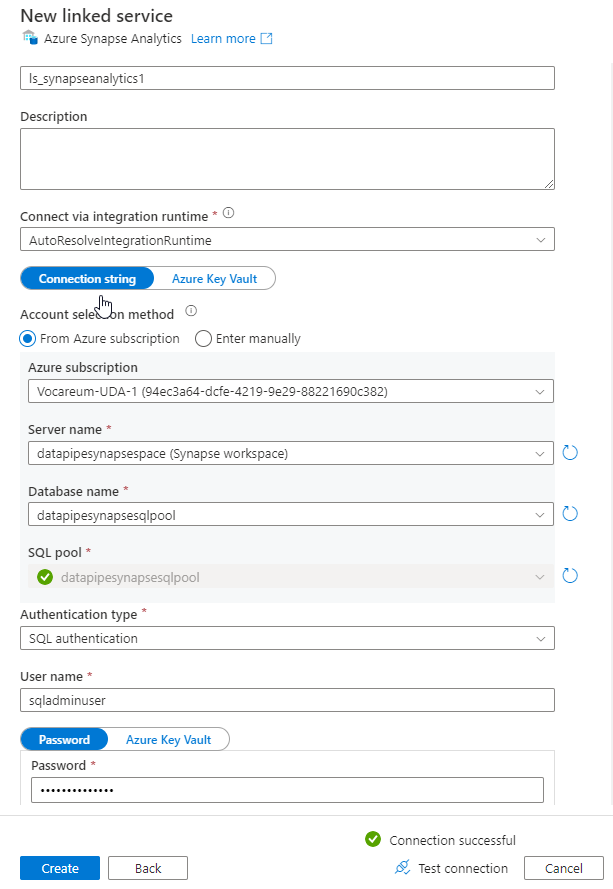 New linked service
Azure Synapse Analytics Learn more
ls_synapseanalytics1
Description
Connect via integration runtime *
AutoResolveIntegrationRuntime
Connection string Azure Key Vault
Account selection method
From Azure subscription Enter manually
Azure subscription
Vocareum-UDA-1 (94ec3a64-dcfe-4219-9e29-88221690c382)
Server name *
datapipesynapsespace (Synapse workspace)
Database name *
datapipesynapsesqlpool
SQL pool *
datapipesynapsesqlpool
Authentication type *
SQL authentication
User name *
sqladminuser
Password Azure Key Vault
Password *
••••••••••••••
Connection successful
Create Back Test connection Cancel